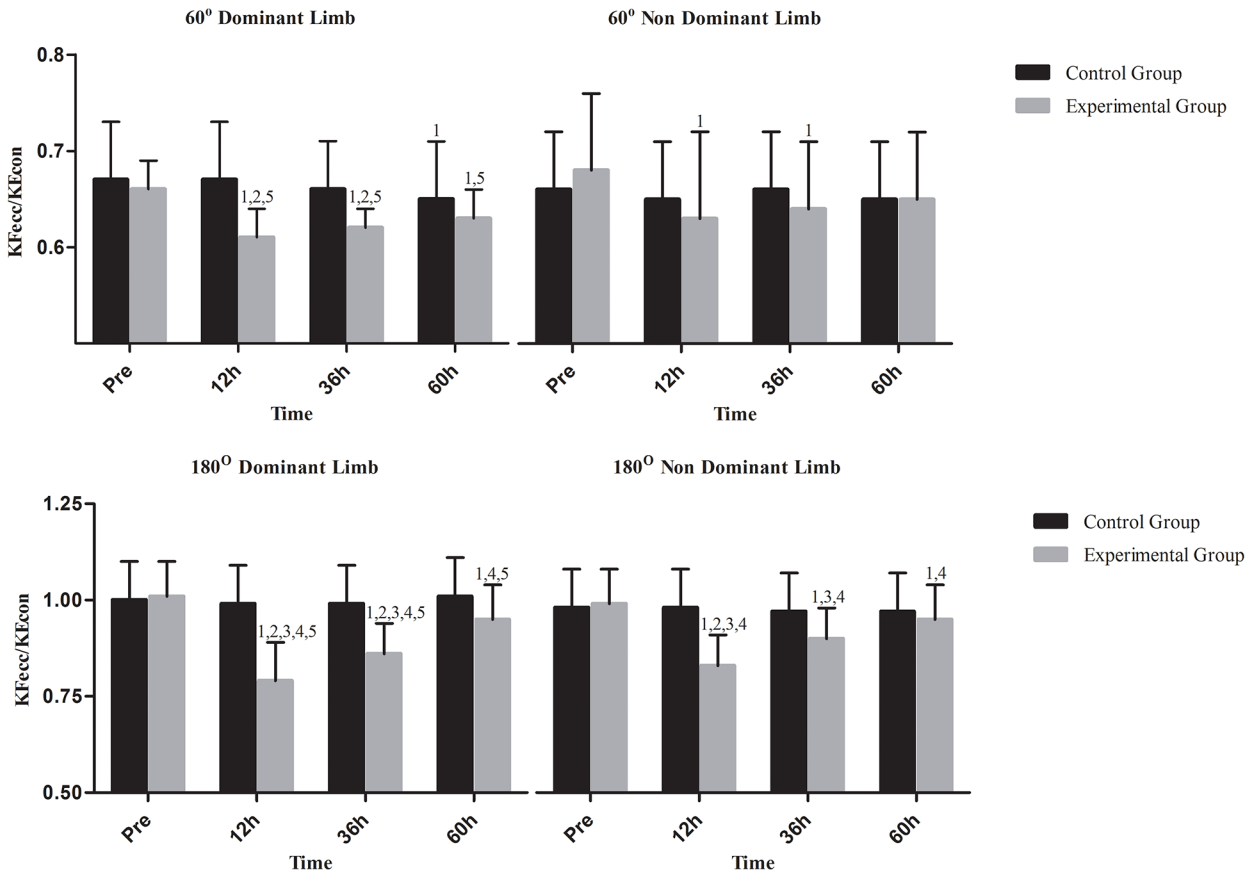 60° Dominant Limb
60° Non Dominant Limb
Control Group
Experimental Group
KFecc/KEcon
0.8
0.7
0.6
1,2,5
1,2,5
1
1,5
1
1
Pre
12h
36h
60h
Pre
12h
36h
60h
Time
Time
180O Dominant Limb
180O Non Dominant Limb
Control Group
Experimental Group
KFecc/KEcon
1.25
1.00
0.75
0.50
1,2,3,4,5
1,2,3,4,5
1,4,5
1,2,3,4
1,3,4
1,4
Pre
12h
36h
60h
Pre
12h
36h
60h
Time
Time